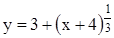 y = 3 + (x + 4)^{1/3}